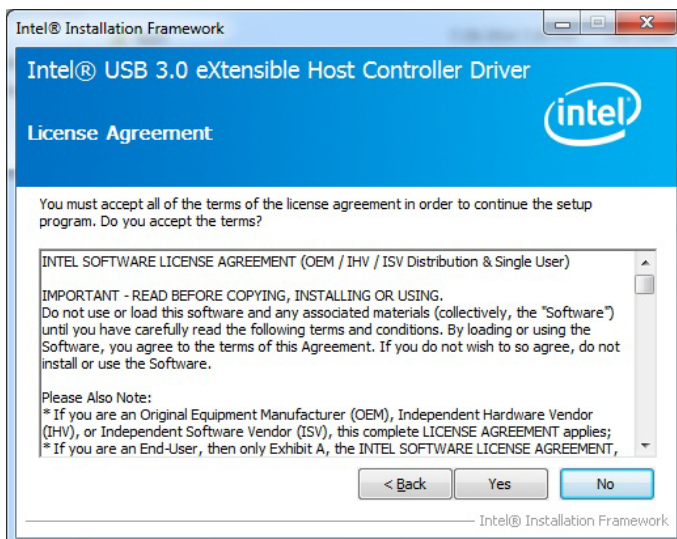 Intel® Installation Framework
Intel® USB 3.0 eXtensible Host Controller Driver
License Agreement
intel
You must accept all of the terms of the license agreement in order to continue the setup
program. Do you accept the terms?
INTEL SOFTWARE LICENSE AGREEMENT (OEM / IHV / ISV Distribution & Single User)
IMPORTANT - READ BEFORE COPYING, INSTALLING OR USING.
Do not use or load this software and any associated materials (collectively, the "Software")
until you have carefully read the following terms and conditions. By loading or using the
Software, you agree to the terms of this Agreement. If you do not wish to so agree, do not
install or use the Software.
Please Also Note:
* If you are an Original Equipment Manufacturer (OEM), Independent Hardware Vendor
(IHV), or Independent Software Vendor (ISV), this complete LICENSE AGREEMENT applies;
* If you are an End-User, then only Exhibit A, the INTEL SOFTWARE LICENSE AGREEMENT,
< Back Yes No
Intel® Installation Framework